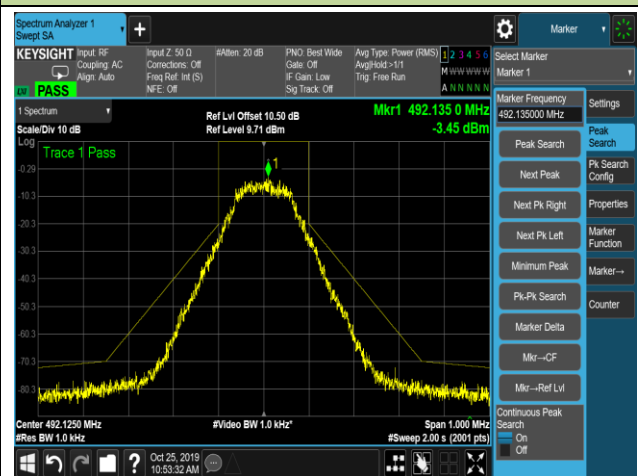 Spectrum Analyzer 1
Swept SA
+
Marker
KEYSIGHT
Input: RF
Coupling: AC
Align: Auto
Input Z: 50 Ω
Corrections: Off
Freq Ref: Int (S)
NFE: Off
#Atten: 20 dB
PNO: Best Wide
Gate: Off
IF Gain: Low
Sig Track: Off
Avg Type: Power (RMS)
Avg|Hold:>1/1
Trig: Free Run
1 2 3 4 5 6
M W W W W W
A N N N N N
PASS
1 Spectrum
Scale/Div 10 dB
Log
Ref Lvl Offset 10.50 dB
Ref Level 9.71 dBm
Mkr1 492.135 0 MHz
-3.45 dBm
Trace 1 Pass
1
-0.29
-10.3
-20.3
-30.3
-40.3
-50.3
-60.3
-70.3
-80.3
Center 492.1250 MHz
#Res BW 1.0 kHz
#Video BW 1.0 kHz*
Span 1.000 MHz
#Sweep 2.00 s (2001 pts)
Select Marker
Marker 1
Marker Frequency
492.135000 MHz
Peak Search
Next Peak
Next Pk Right
Next Pk Left
Minimum Peak
Pk-Pk Search
Marker Delta
Mkr→CF
Mkr→Ref Lvl
Continuous Peak
Search
On
Off
Settings
Peak
Search
Pk Search
Config
Properties
Marker
Function
Marker→
Counter
?
Oct 25, 2019
10:53:32 AM